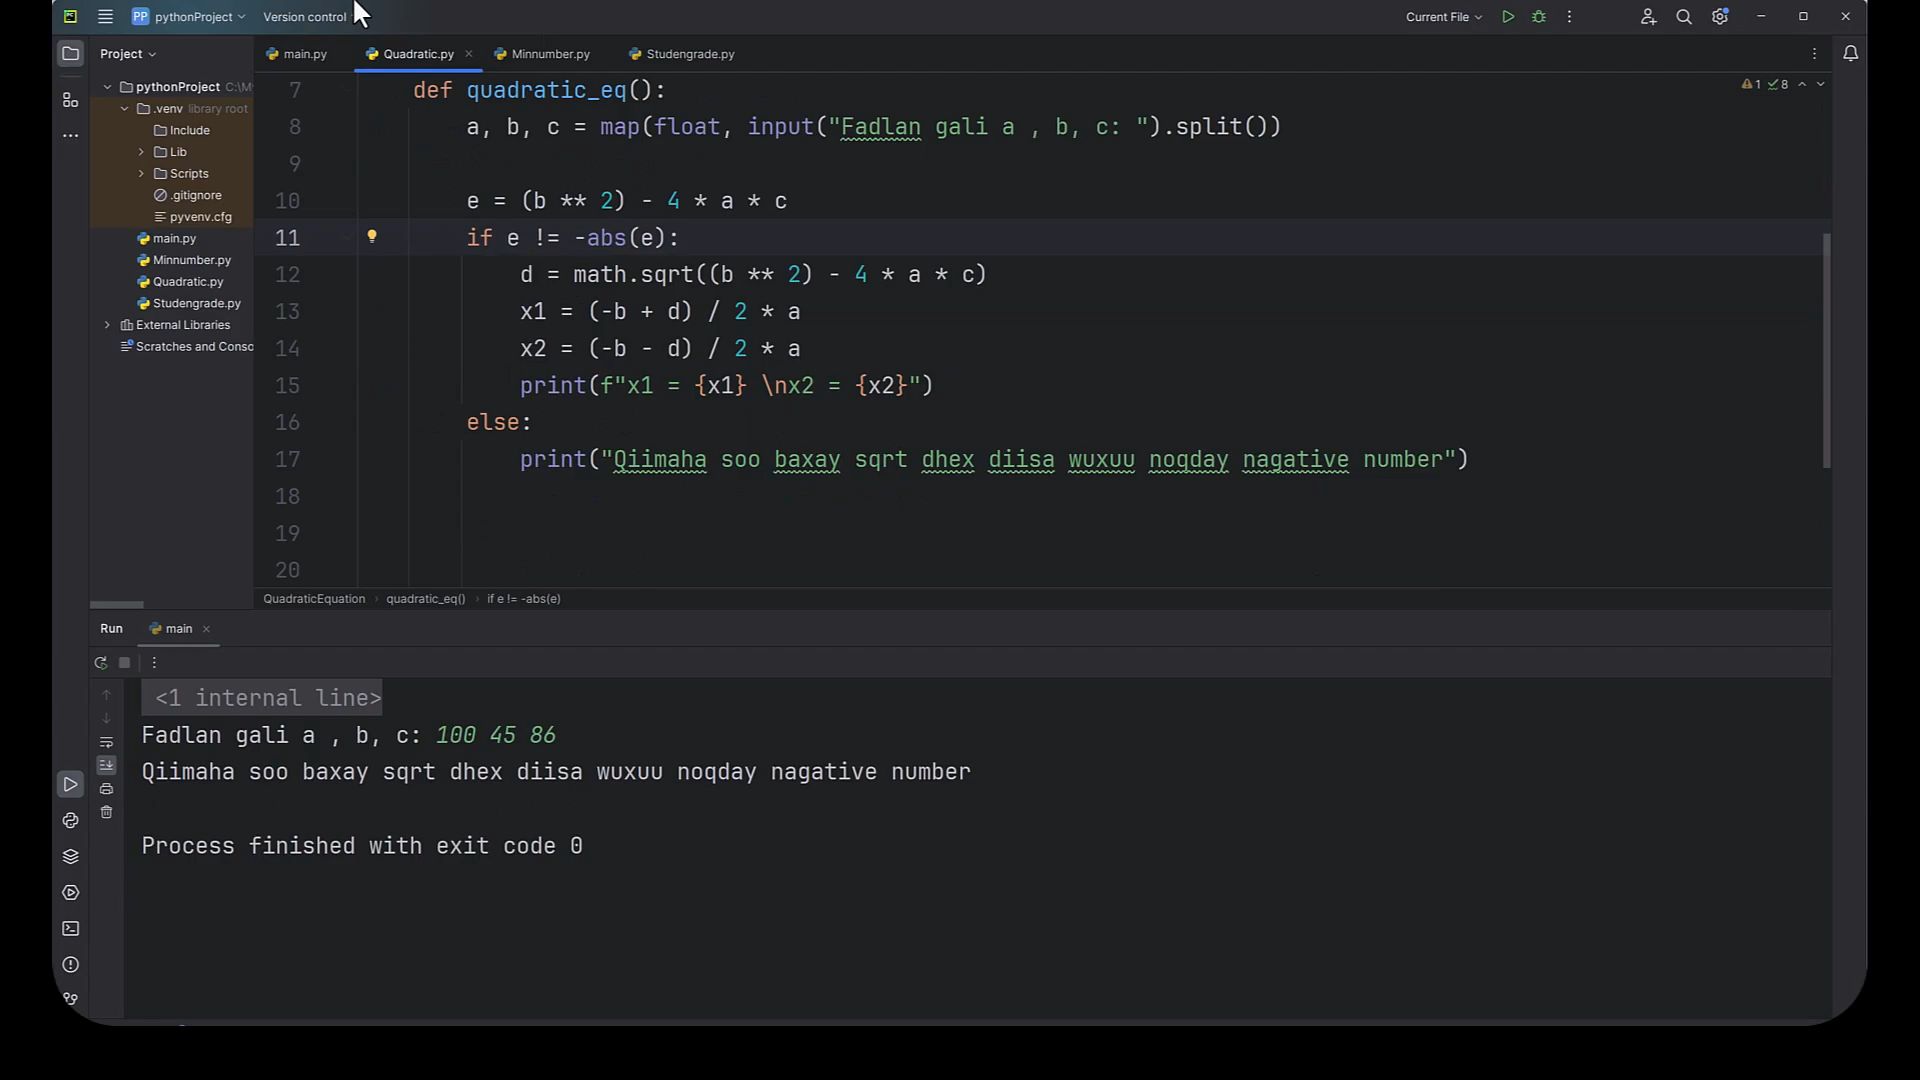 PP pythonProject Version control Current File
Project main.py Quadratic.py Minnumber.py Studengrade.py
pythonProject C:\M
.venv library root
Include
Lib
Scripts
.gitignore
pyvenv.cfg
main.py
Minnumber.py
Quadratic.py
Studengrade.py
External Libraries
Scratches and Conso
1 8
7 def quadratic_eq():
8 a, b, c = map(float, input("Fadlan gali a , b, c: ").split())
9
10 e = (b ** 2) - 4 * a * c
11 if e != -abs(e):
12 d = math.sqrt((b ** 2) - 4 * a * c)
13 x1 = (-b + d) / 2 * a
14 x2 = (-b - d) / 2 * a
15 print(f"x1 = {x1} \nx2 = {x2}")
16 else:
17 print("Qiimaha soo baxay sqrt dhex diisa wuxuu noqday nagative number")
18
19
20
QuadraticEquation › quadratic_eq() › if e != -abs(e)
Run main
<1 internal line>
Fadlan gali a , b, c: 100 45 86
Qiimaha soo baxay sqrt dhex diisa wuxuu noqday nagative number
Process finished with exit code 0